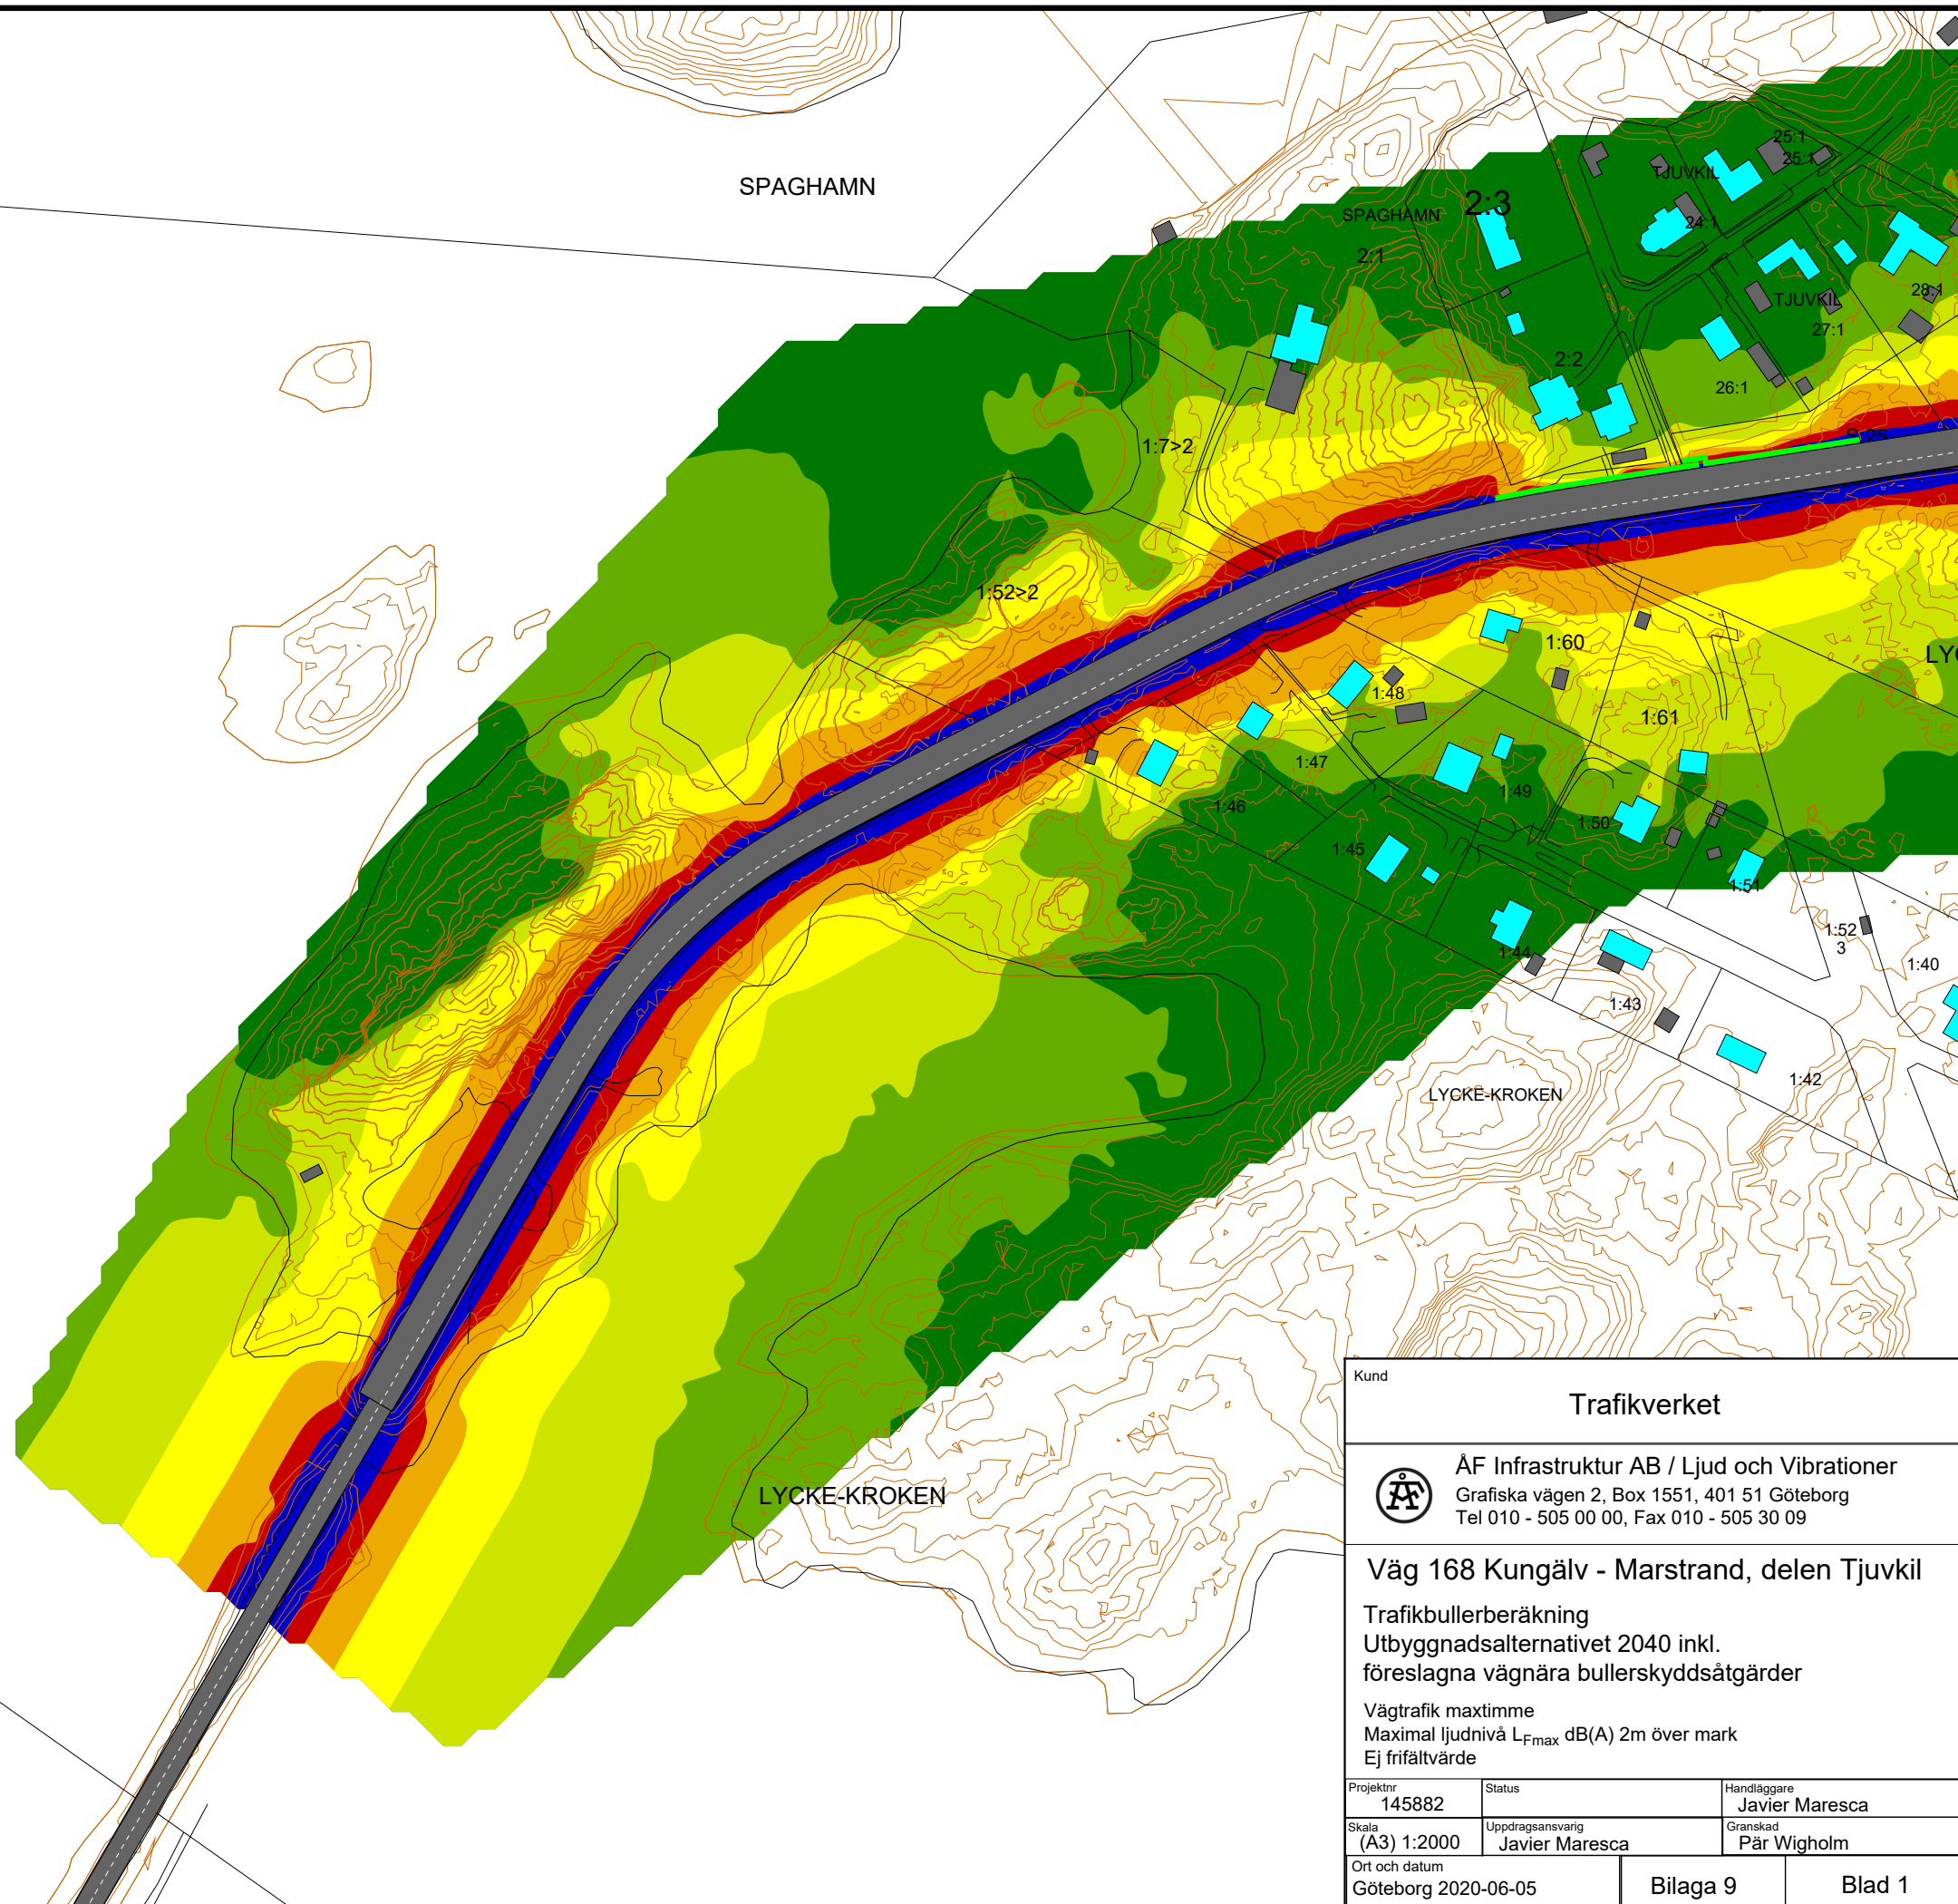 SPAGHAMN
SPAGHAMN
2:3
2:1
TJUVKIL
25:1
25:1
24:1
TJUVKIL
28:1
27:1
2:2
26:1
1:7>2
1:52>2
1:60
1:48
1:61
1:47
1:46
1:49
1:50
1:45
1:51
1:44
1:52
3
1:40
1:43
1:42
LYCKE-KROKEN
LYCKE-KROKEN
Kund
Trafikverket
ÅF Infrastruktur AB / Ljud och Vibrationer
Grafiska vägen 2, Box 1551, 401 51 Göteborg
Tel 010 - 505 00 00, Fax 010 - 505 30 09
Väg 168 Kungälv - Marstrand, delen Tjuvkil
Trafikbullerberäkning
Utbyggnadsalternativet 2040 inkl.
föreslagna vägnära bullerskyddsåtgärder
Vägtrafik maxtimme
Maximal ljudnivå LFmax dB(A) 2m över mark
Ej frifältvärde
Projektnr
145882
Status
Handläggare
Javier Maresca
Skala
(A3) 1:2000
Uppdragsansvarig
Javier Maresca
Granskad
Pär Wigholm
Ort och datum
Göteborg 2020-06-05
Bilaga 9
Blad 1